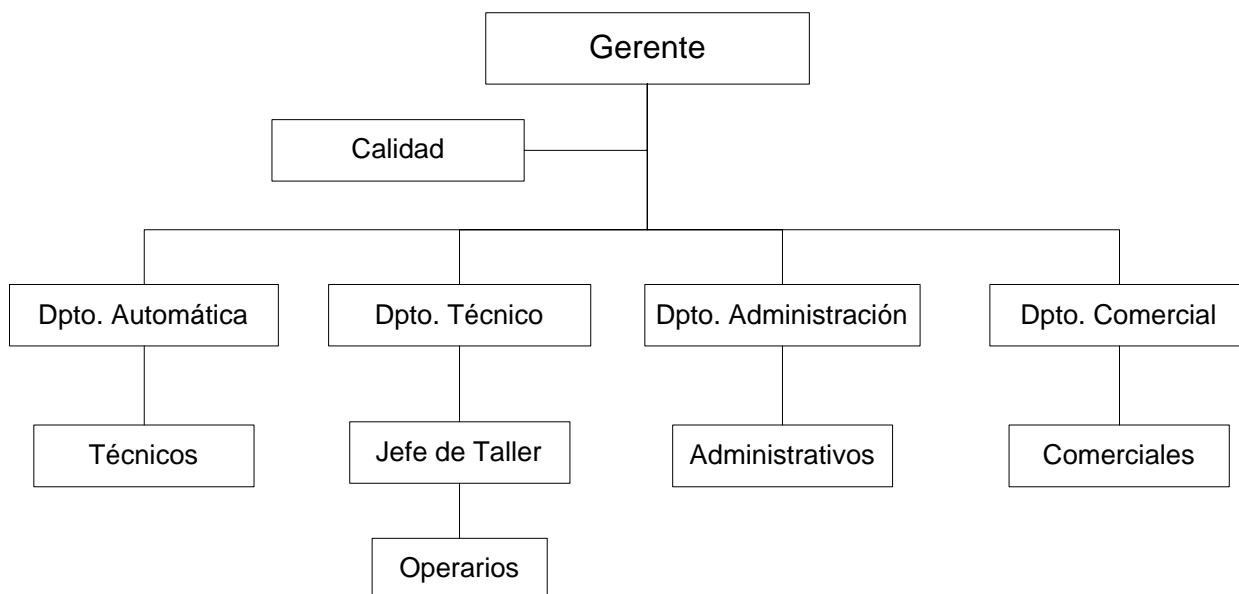 Gerente
Calidad
Dpto. Automática
Dpto. Técnico
Dpto. Administración
Dpto. Comercial
Técnicos
Jefe de Taller
Administrativos
Comerciales
Operarios